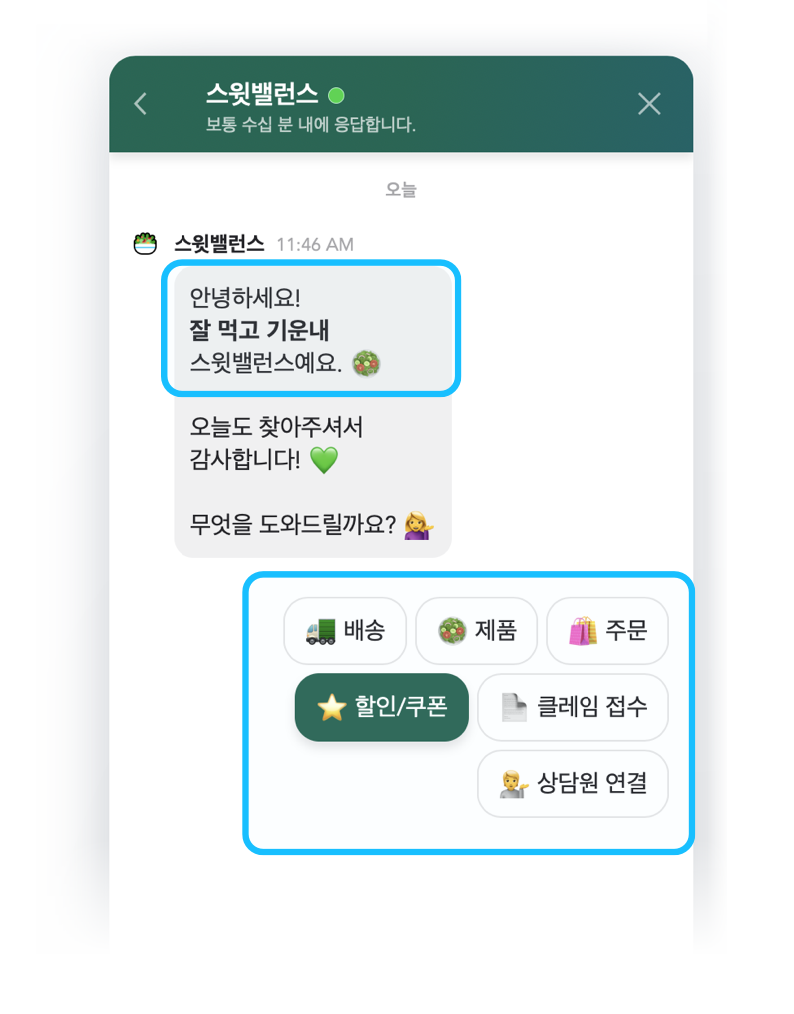 스윗밸런스
보통 수십 분 내에 응답합니다.
오늘
스윗밸런스 11:46 AM
안녕하세요!
잘 먹고 기운내
스윗밸런스예요. 🥗
오늘도 찾아주셔서
감사합니다! 💚
무엇을 도와드릴까요? 💁‍♀️
🚛 배송 🥗 제품 🛍️ 주문
⭐ 할인/쿠폰 📄 클레임 접수
💁 상담원 연결